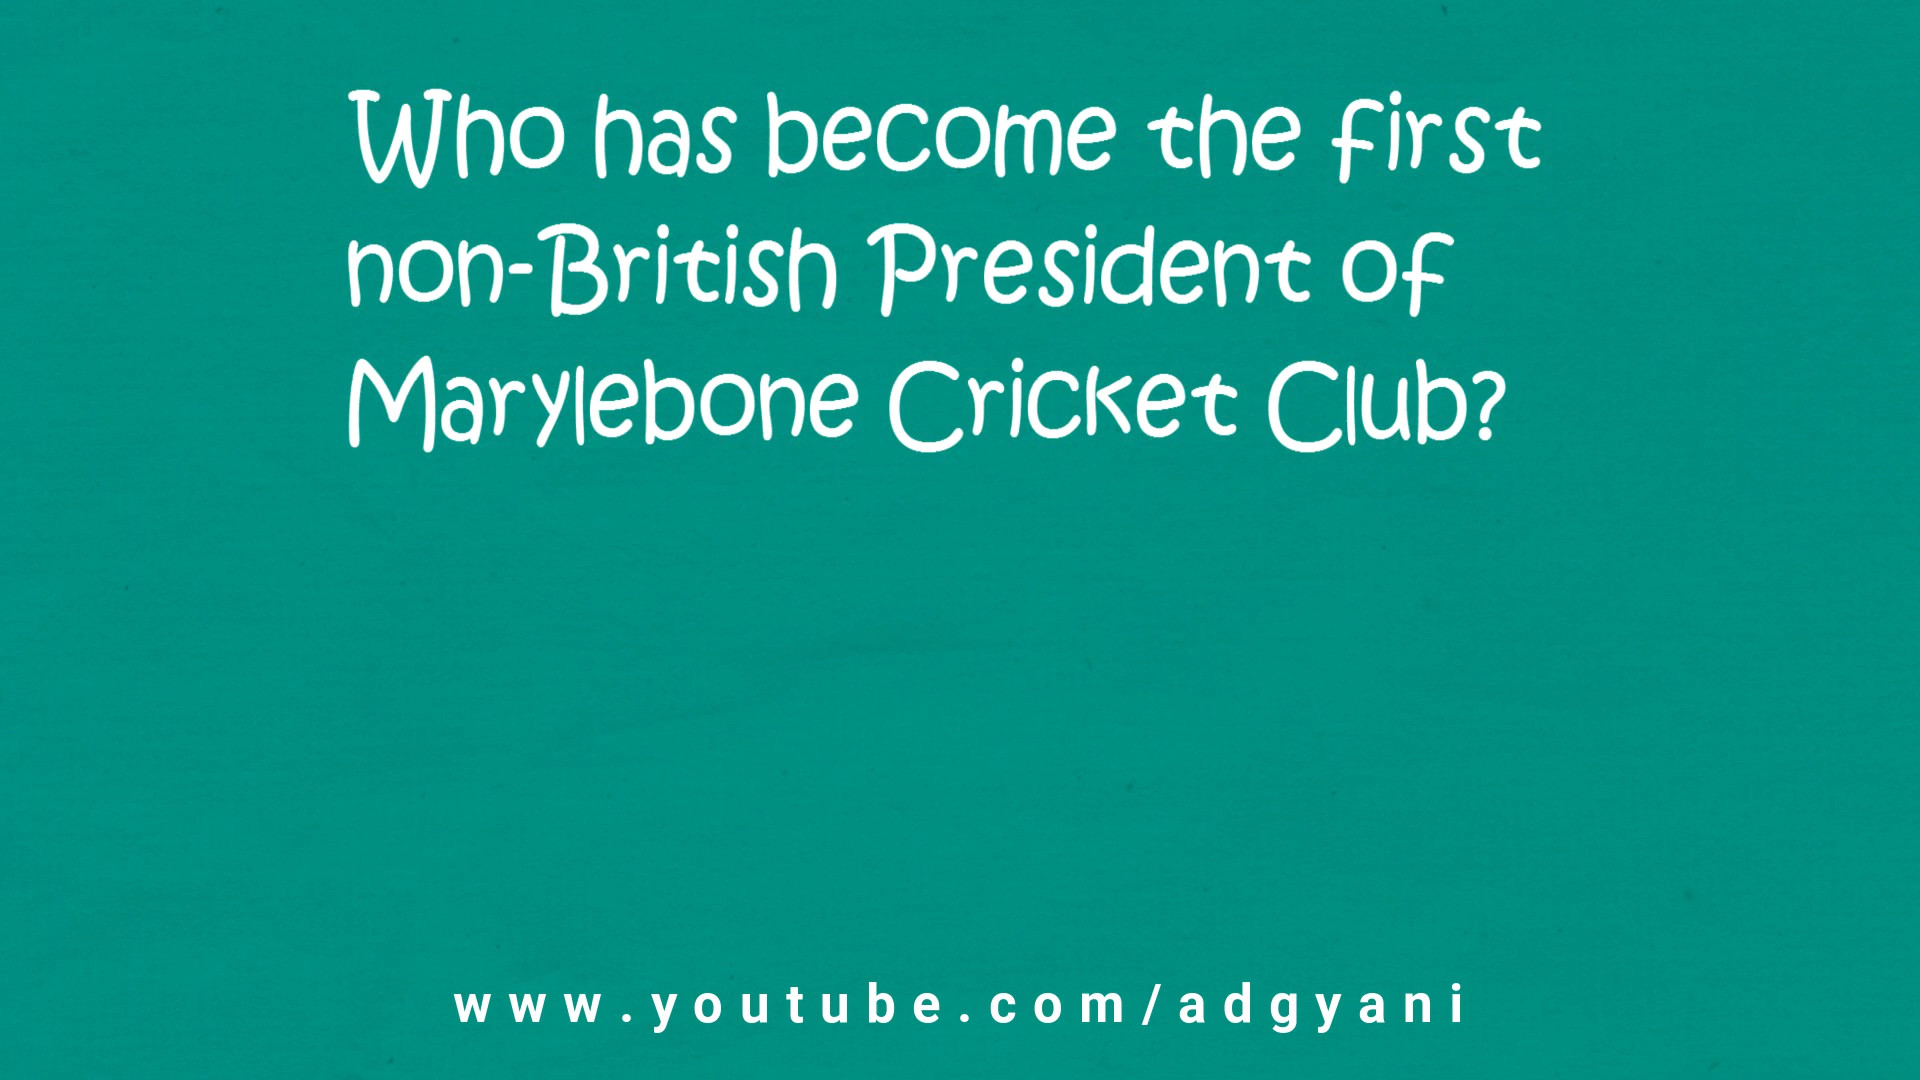 Who has become the first
non-British President of
Marylebone Cricket Club?
www.youtube.com/adgyani